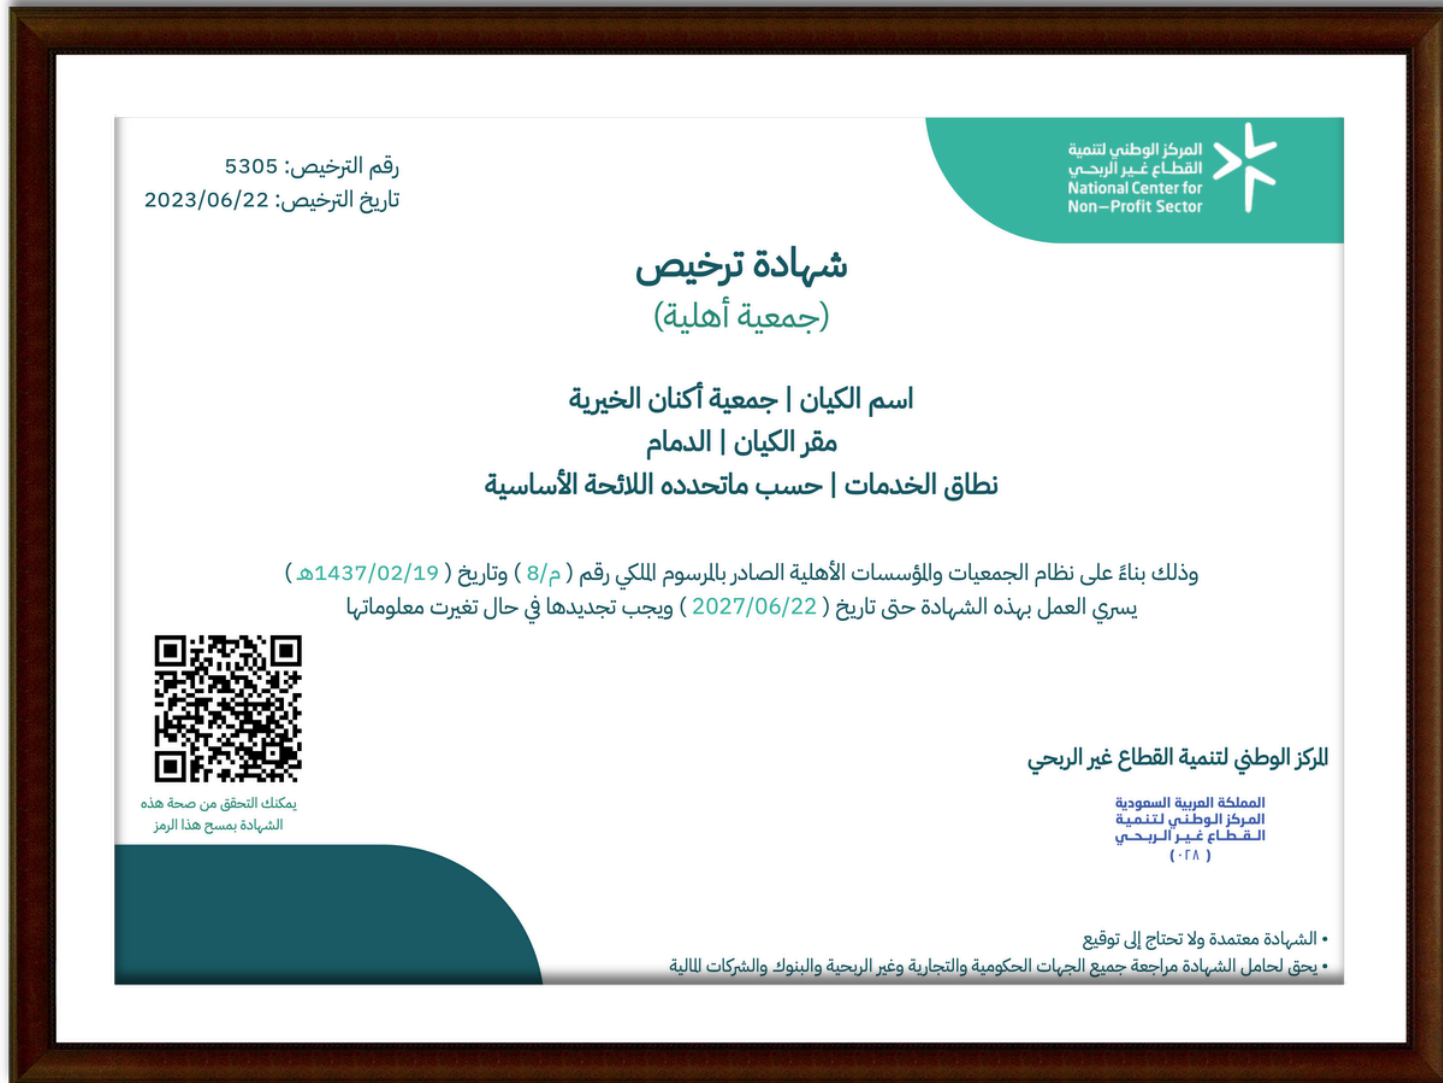 المركز الوطني لتنمية
القطاع غير الربحي
National Center for
Non–Profit Sector
رقم الترخيص: 5305
تاريخ الترخيص: 2023/06/22
شهادة ترخيص
(جمعية أهلية)
اسم الكيان | جمعية أكنان الخيرية
مقر الكيان | الدمام
نطاق الخدمات | حسب ماتحدده اللائحة الأساسية
وذلك بناءً على نظام الجمعيات والمؤسسات الأهلية الصادر بالمرسوم الملكي رقم ( م/8 ) وتاريخ ( 1437/02/19هـ )
يسري العمل بهذه الشهادة حتى تاريخ ( 2027/06/22 ) ويجب تجديدها في حال تغيرت معلوماتها
يمكنك التحقق من صحة هذه
الشهادة بمسح هذا الرمز
المركز الوطني لتنمية القطاع غير الربحي
المملكة العربية السعودية
المركز الوطني لتنمية
القطاع غير الربحي
( ٠٢٨ )
• الشهادة معتمدة ولا تحتاج إلى توقيع
• يحق لحامل الشهادة مراجعة جميع الجهات الحكومية والتجارية وغير الربحية والبنوك والشركات المالية